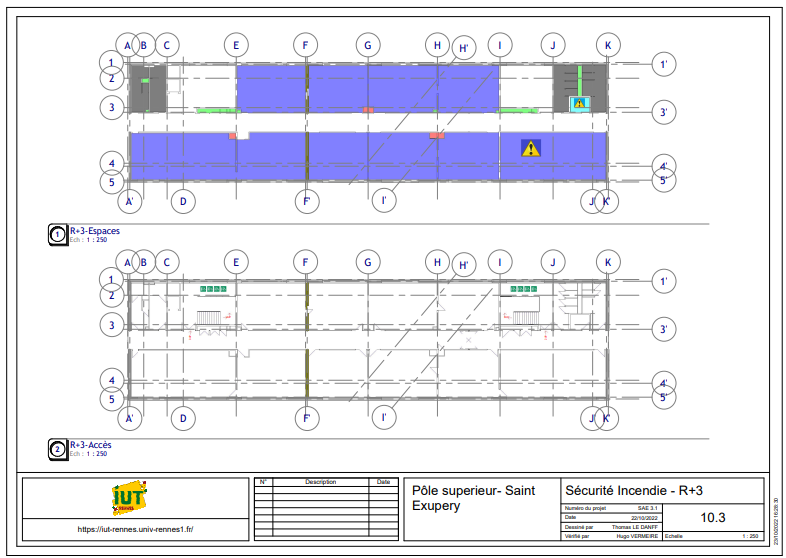 A B C E F G H H' I J K
1 1'
2
3 3'
4 4'
5 5'
A' D F' I' J' K'
1 R+3-Espaces
Ech : 1 : 250
A B C E F G H H' I J K
1 1'
2
3 3'
4 4'
5 5'
A' D F' I' J' K'
2 R+3-Accès
Ech : 1 : 250
IUT
RENNES
https://iut-rennes.univ-rennes1.fr/
N° Description Date
Pôle superieur- Saint
Exupery
Sécurité Incendie - R+3
Numéro du projet SAE 3.1
Date 22/10/2022
Dessiné par Thomas LE DANFF
Vérifié par Hugo VERMEIRE
10.3
Echelle 1 : 250
23/10/2022 16:28:30